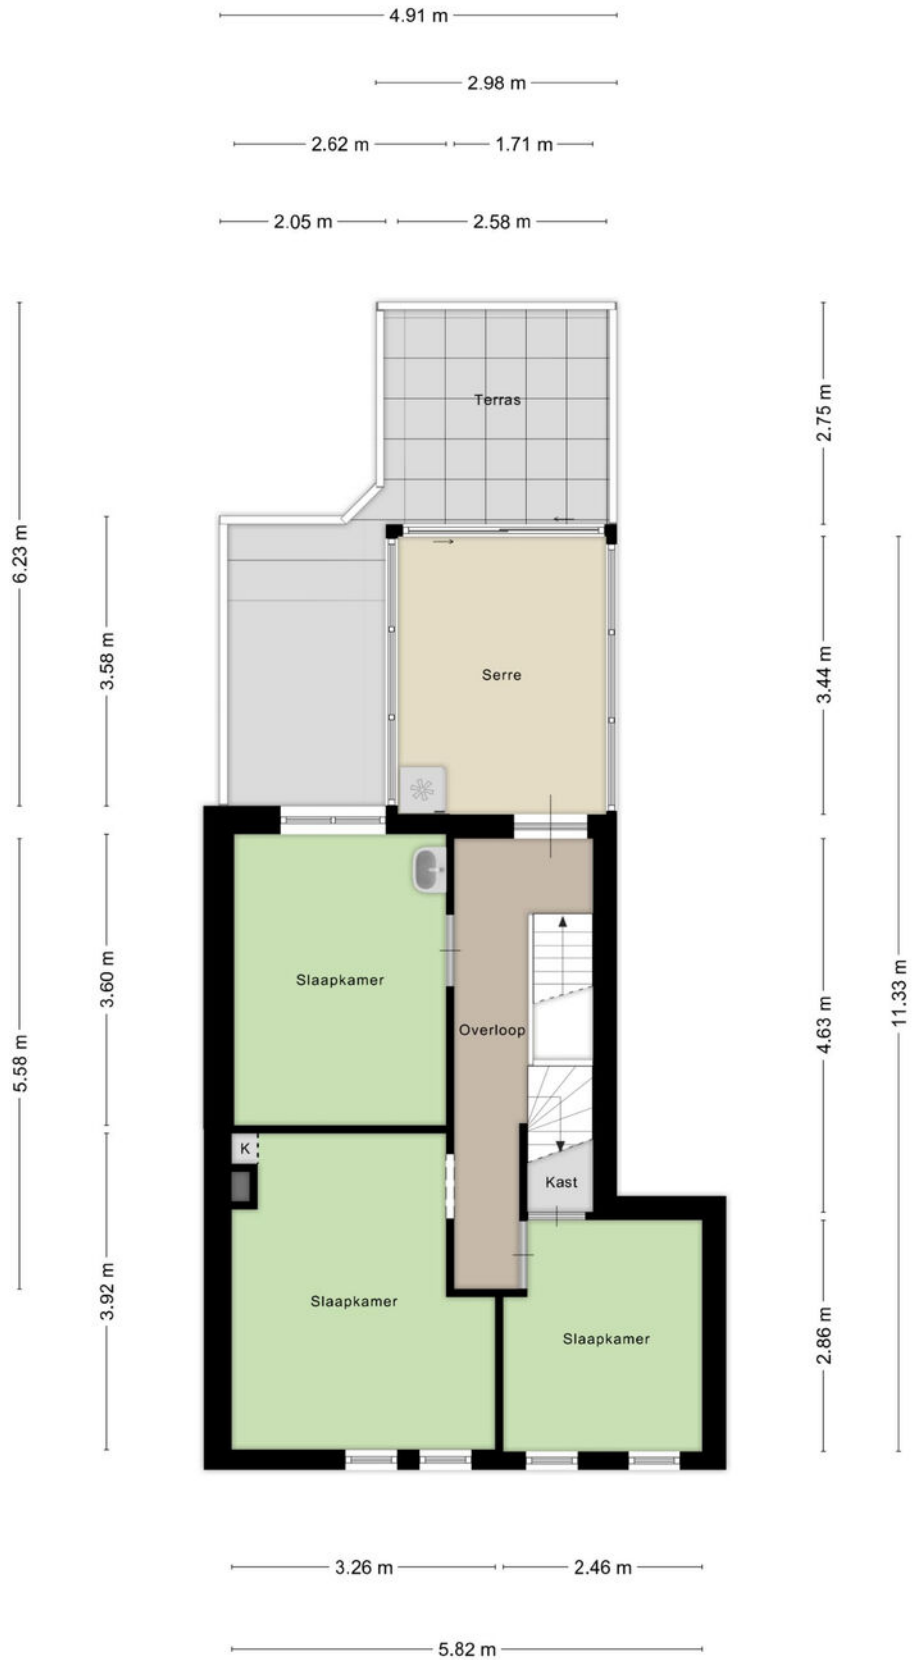 4.91 m
2.98 m
2.62 m
1.71 m
2.05 m
2.58 m
6.23 m
3.58 m
2.75 m
Terras
3.44 m
Serre
11.33 m
3.60 m
5.58 m
4.63 m
Slaapkamer
Overloop
K
Kast
3.92 m
2.86 m
Slaapkamer
Slaapkamer
3.26 m
2.46 m
5.82 m